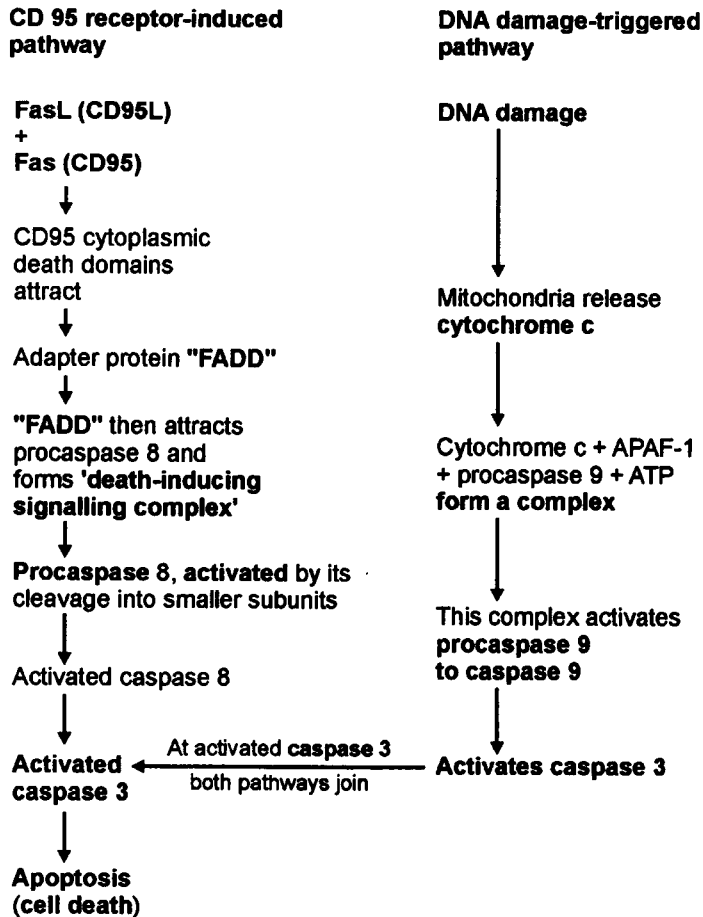 CD 95 receptor-induced
pathway
FasL (CD95L)
+
Fas (CD95)
CD95 cytoplasmic
death domains
attract
Adapter protein "FADD"
"FADD" then attracts
procaspase 8 and
forms 'death-inducing
signalling complex'
Procaspase 8, activated by its
cleavage into smaller subunits
Activated caspase 8
Activated
caspase 3
Apoptosis
(cell death)
At activated caspase 3
both pathways join
DNA damage-triggered
pathway
DNA damage
Mitochondria release
cytochrome c
Cytochrome c + APAF-1
+ procaspase 9 + ATP
form a complex
This complex activates
procaspase 9
to caspase 9
Activates caspase 3